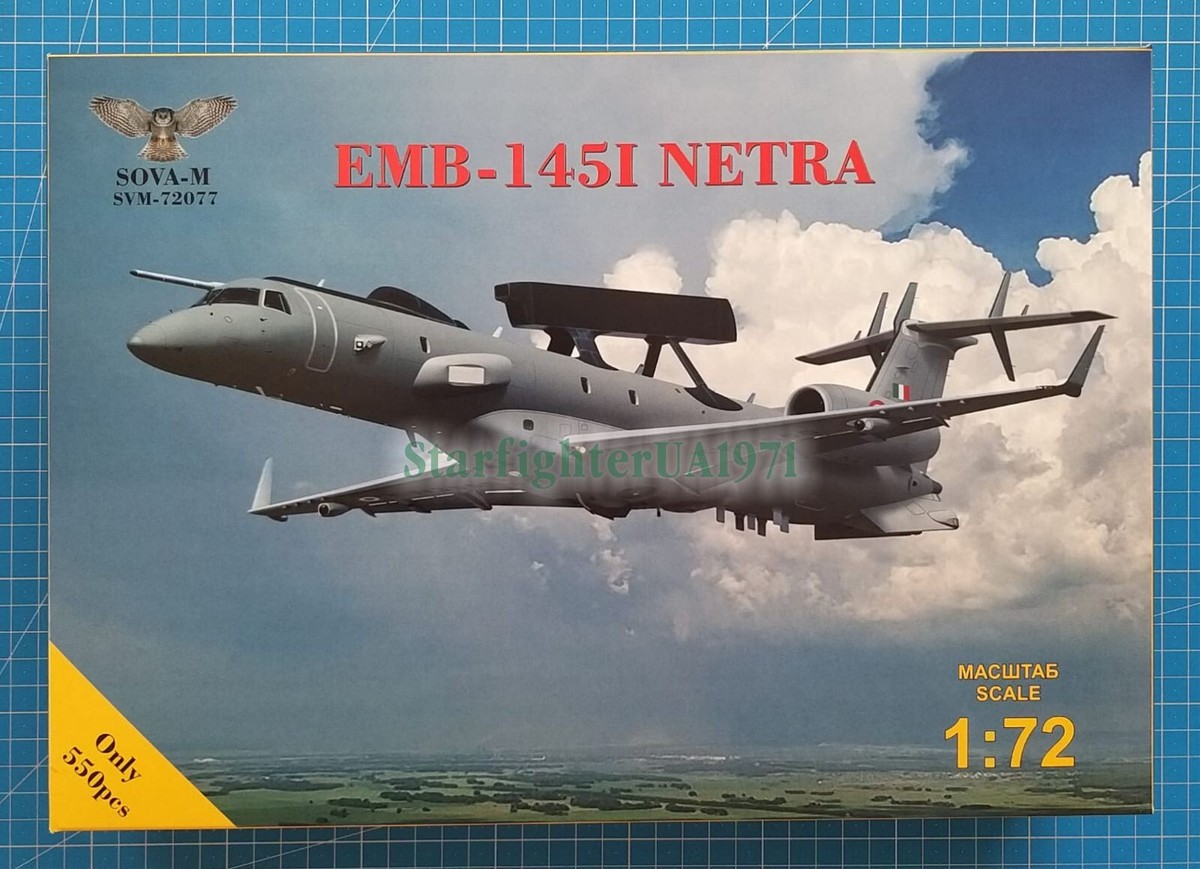 SOVA-M
SVM-72077
EMB-145I NETRA
StarfighterUA1971
МАСШТАБ
SCALE
1:72
Only
550pcs